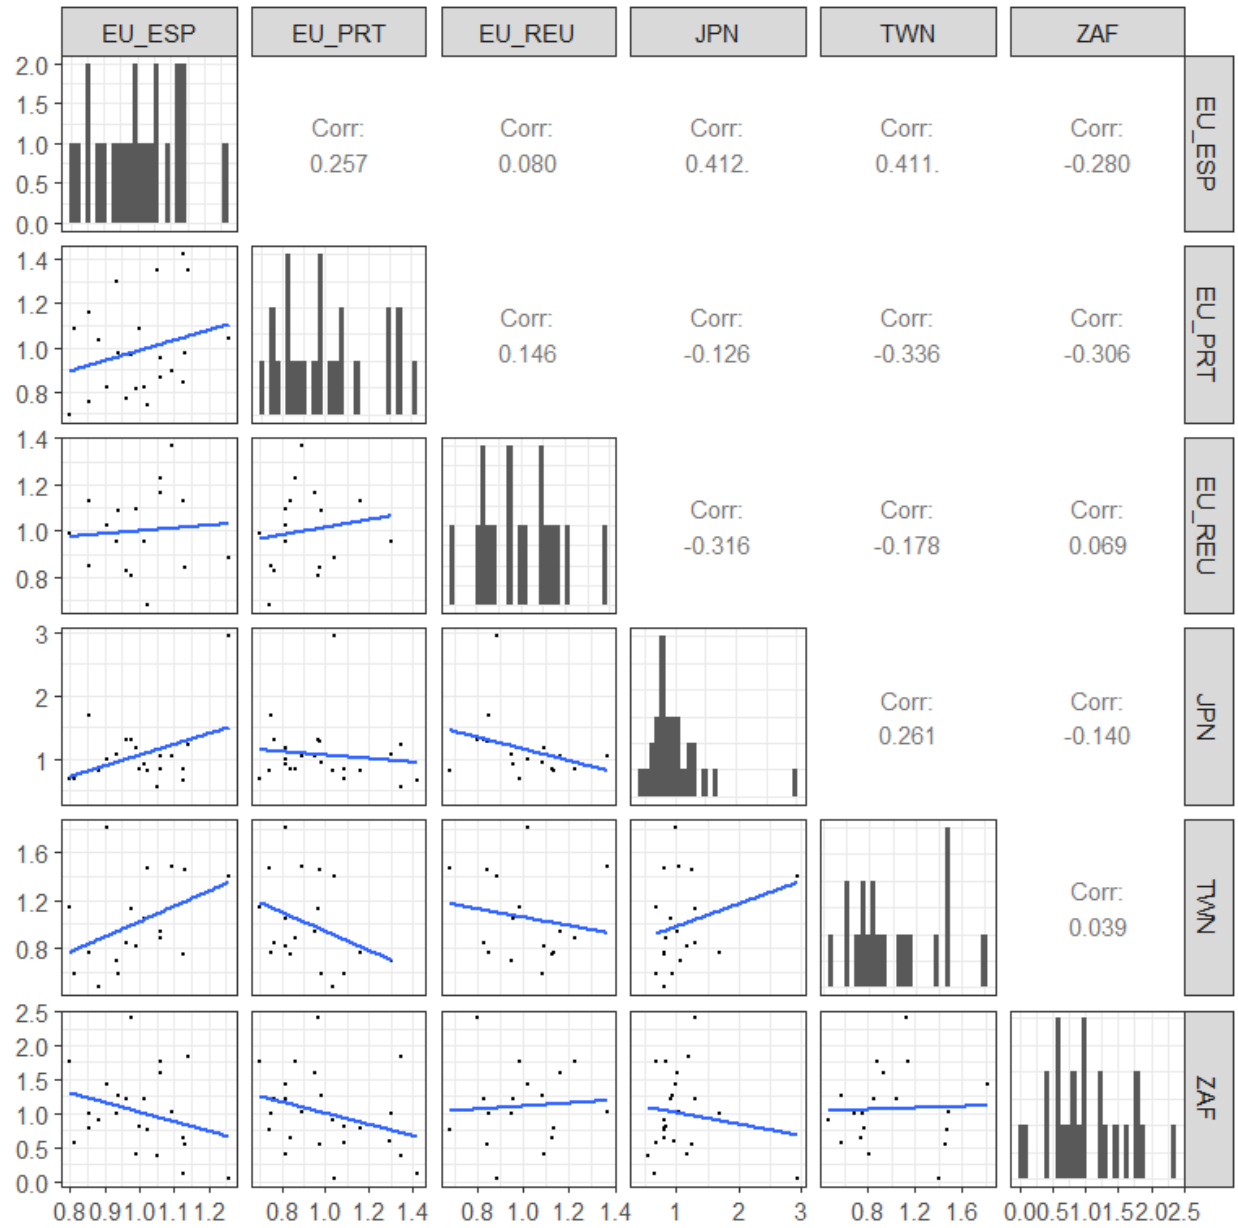 EU_ESP EU_PRT EU_REU JPN TWN ZAF
2.0
1.5
1.0
0.5
0.0
Corr: 0.257
Corr: 0.080
Corr: 0.412.
Corr: 0.411.
Corr: -0.280
EU_ESP
1.4
1.2
1.0
0.8
Corr: 0.146
Corr: -0.126
Corr: -0.336
Corr: -0.306
EU_PRT
1.4
1.2
1.0
0.8
Corr: -0.316
Corr: -0.178
Corr: 0.069
EU_REU
3
2
1
Corr: 0.261
Corr: -0.140
JPN
1.6
1.2
0.8
Corr: 0.039
TWN
2.5
2.0
1.5
1.0
0.5
0.0
ZAF
0.8 0.9 1.0 1.1 1.2 0.8 1.0 1.2 1.4 0.8 1.0 1.2 1.4 1 2 3 0.8 1.2 1.6 0.0 0.5 1.0 1.5 2.0 2.5